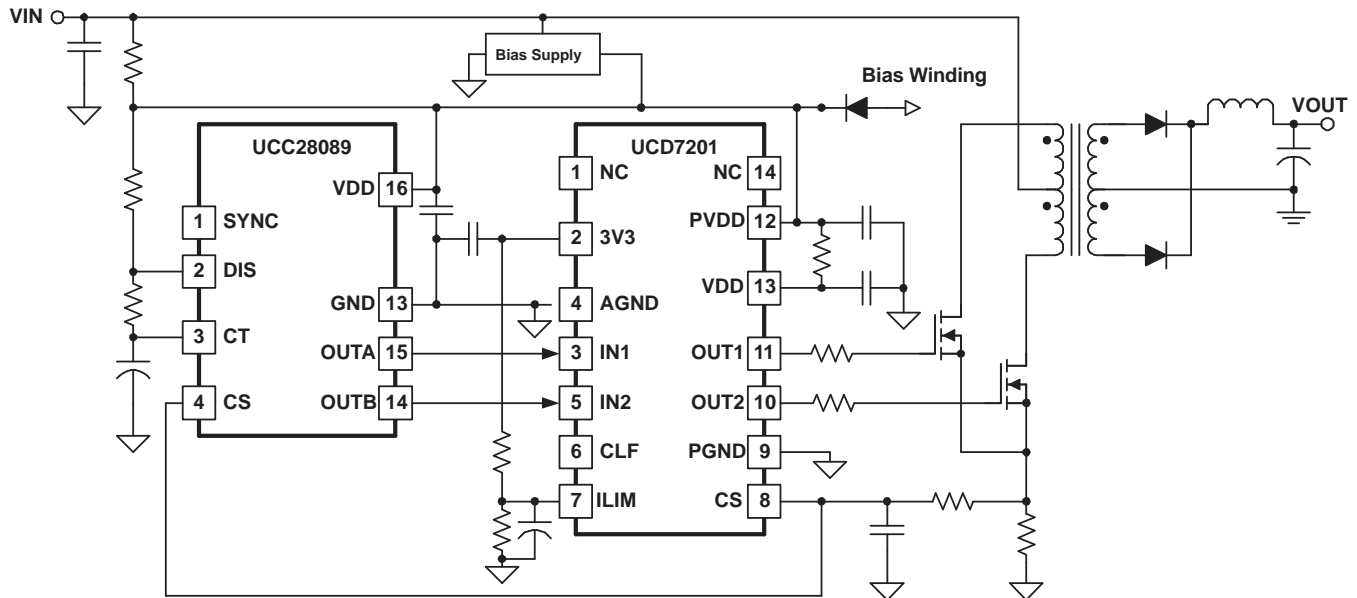 VIN
Bias Supply
Bias Winding
VOUT
UCC28089
VDD 16
1 SYNC
2 DIS
GND 13
3 CT
OUTA 15
4 CS
OUTB 14
UCD7201
1 NC
NC 14
PVDD 12
2 3V3
VDD 13
4 AGND
3 IN1
OUT1 11
5 IN2
OUT2 10
6 CLF
PGND 9
7 ILIM
CS 8